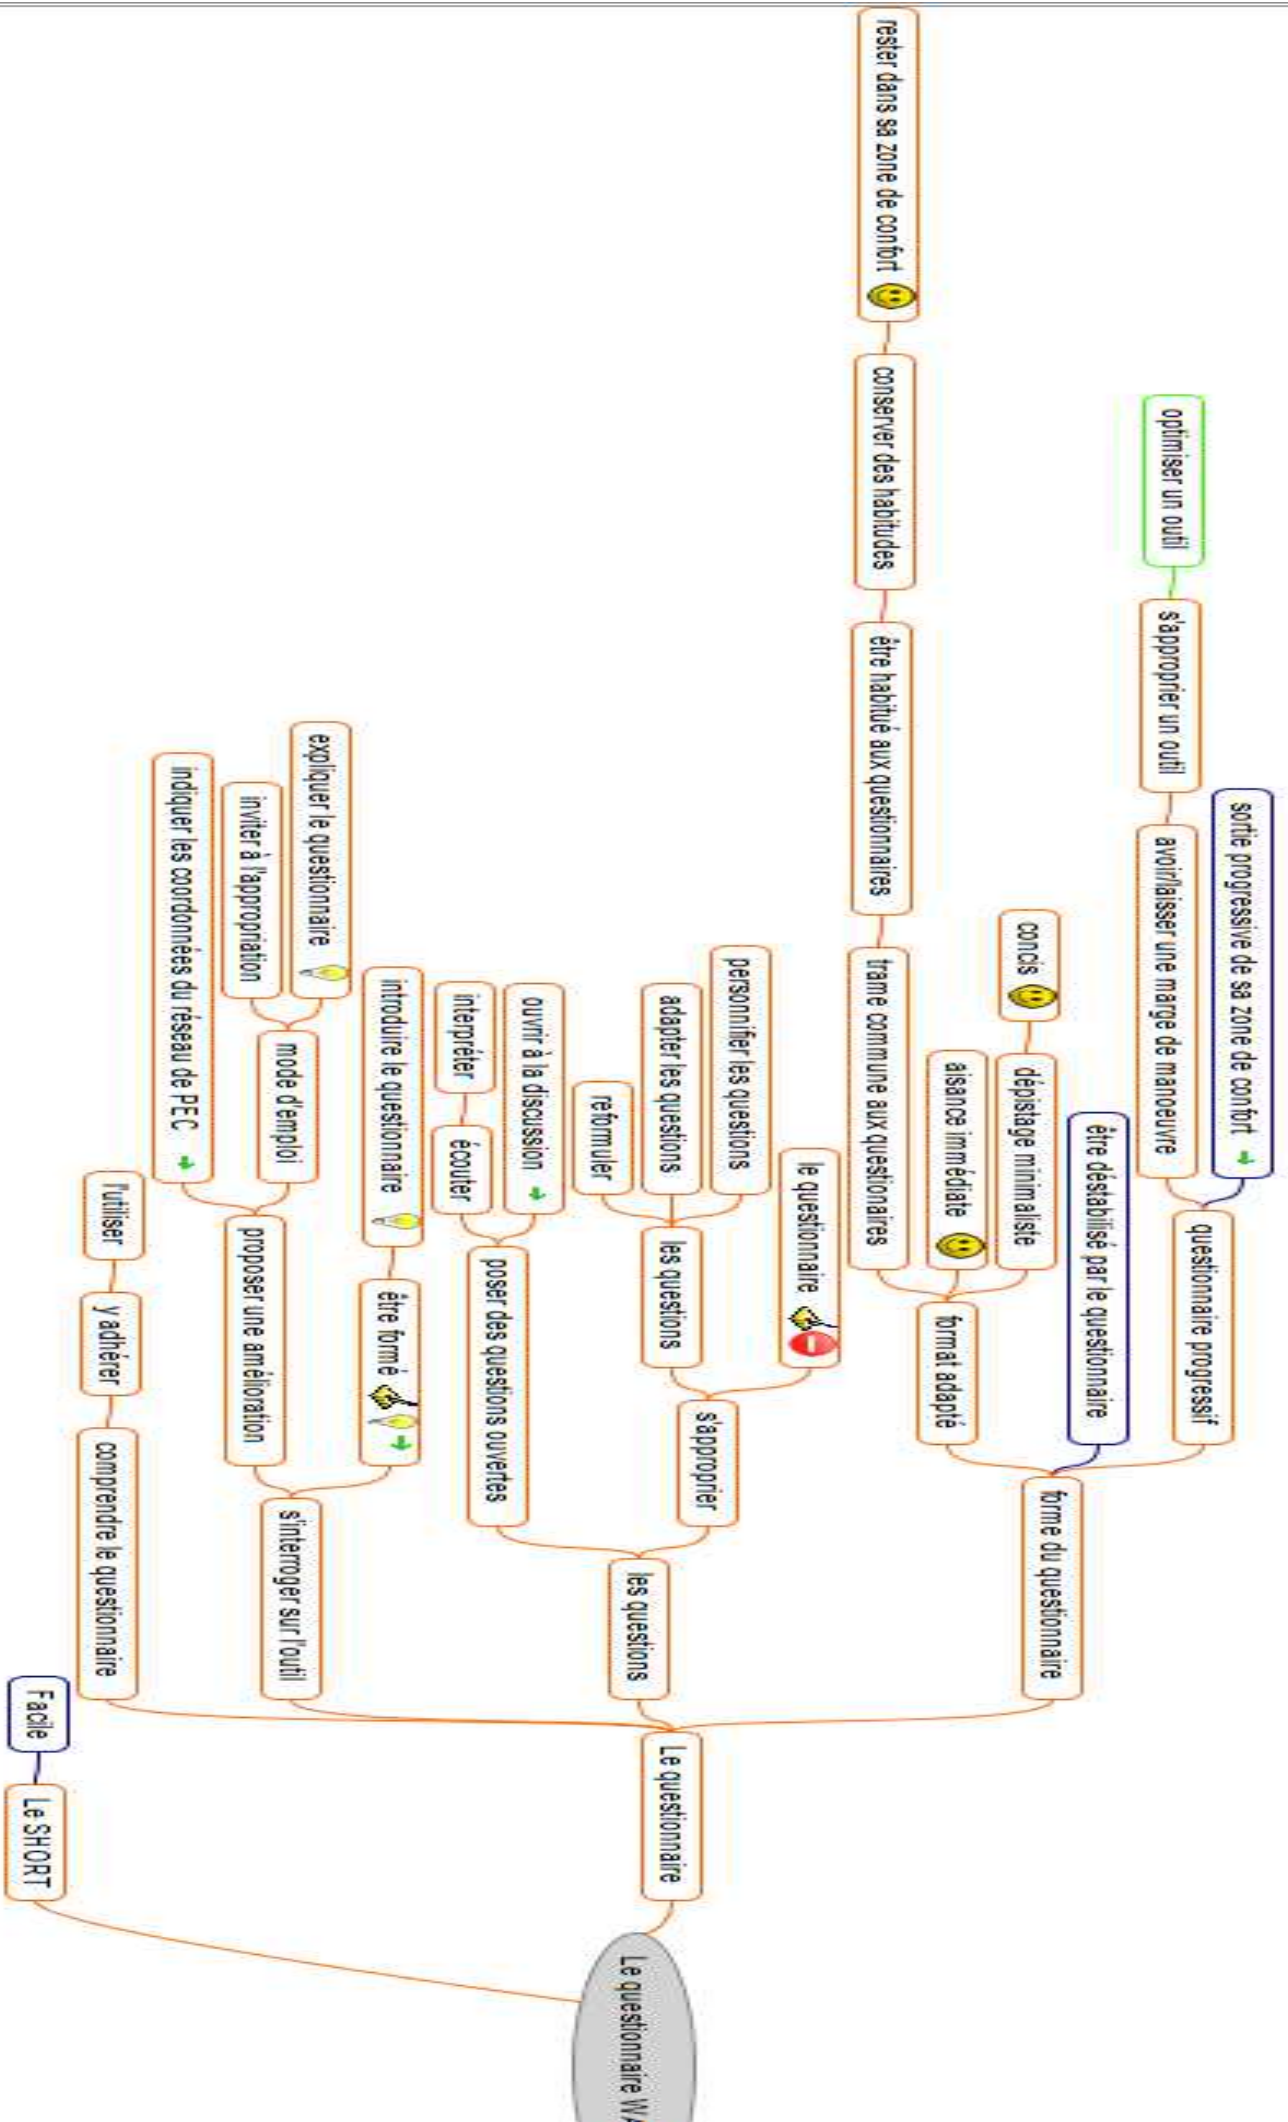 sortie progressive de sa zone de confort
optimiser un outil
s'approprier un outil
avoir/laisser une marge de manoeuvre
questionnaire progressif
être déstabilisé par le questionnaire
forme du questionnaire
concis
dépistage minimaliste
aisance immédiate
format adapté
rester dans sa zone de confort
conserver des habitudes
être habitué aux questionnaires
trame commune aux questionaires
le questionnaire
s'approprier
personnifier les questions
adapter les questions
les questions
reformuler
les questions
ouvrir à la discussion
poser des questions ouvertes
interpréter
écouter
Le questionnaire
introduire le questionnaire
être formé
s'interroger sur l'outil
expliquer le questionnaire
mode d'emploi
inviter à l'appropriation
proposer une amélioration
indiquer les coordonnées du réseau de PEC
l'utiliser
y adhérer
comprendre le questionnaire
Facile
Le SHORT
Le questionnaire